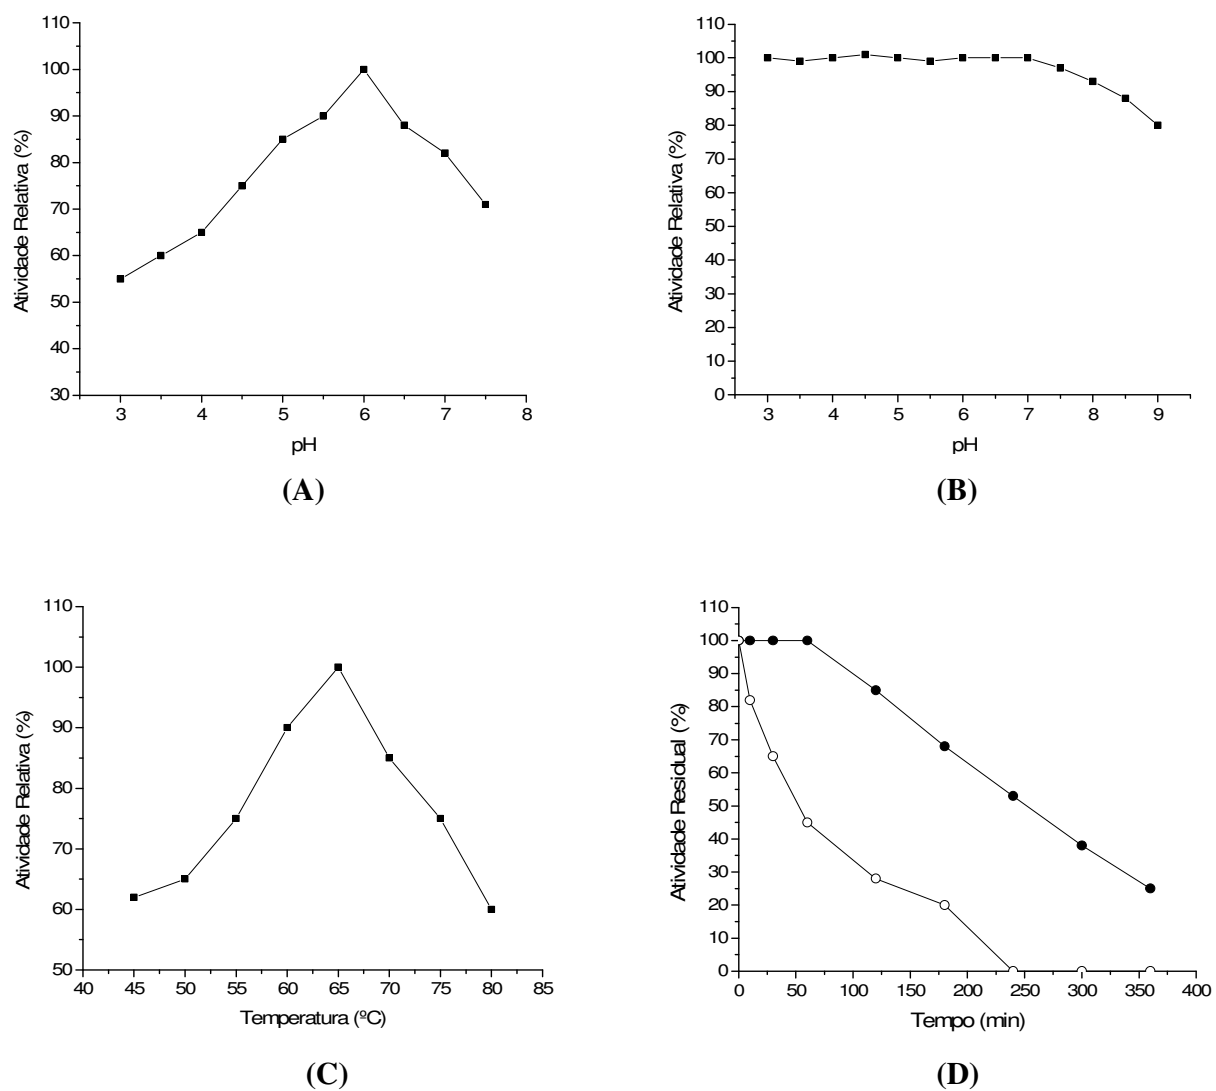 110
100
90
80
70
60
50
40
30
Atividade Relativa (%)
3 4 5 6 7 8
pH
(A)
110
100
90
80
70
60
50
40
30
20
10
0
Atividade Relativa (%)
3 4 5 6 7 8 9
pH
(B)
110
100
90
80
70
60
50
Atividade Relativa (%)
40 45 50 55 60 65 70 75 80 85
Temperatura (ºC)
(C)
110
100
90
80
70
60
50
40
30
20
10
0
Atividade Residual (%)
0 50 100 150 200 250 300 350 400
Tempo (min)
(D)